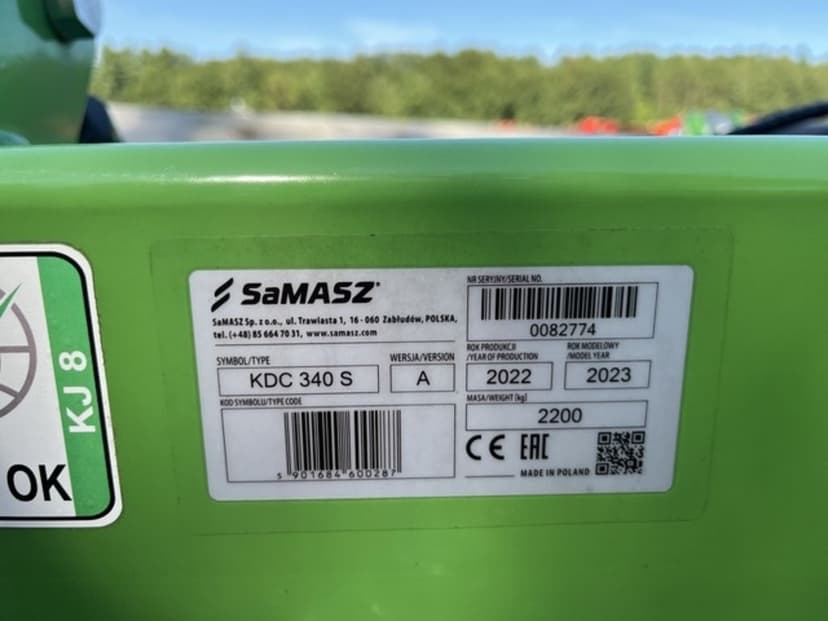 SaMASZ
SaMASZ Sp. z o.o., ul. Trawiasta 1, 16 - 060 Zabłudów, POLSKA,
tel. (+48) 85 664 70 31, www.samasz.com
NR SERYJNY/SERIAL NO.
0082774
SYMBOL/TYPE
KDC 340 S
WERSJA/VERSION
A
ROK PRODUKCJI
/YEAR OF PRODUCTION
2022
ROK MODELOWY
/MODEL YEAR
2023
KOD SYMBOLU/TYPE CODE
5 901684 600287
MASA/WEIGHT [kg]
2200
CE EAC
MADE IN POLAND
KJ 8
OK